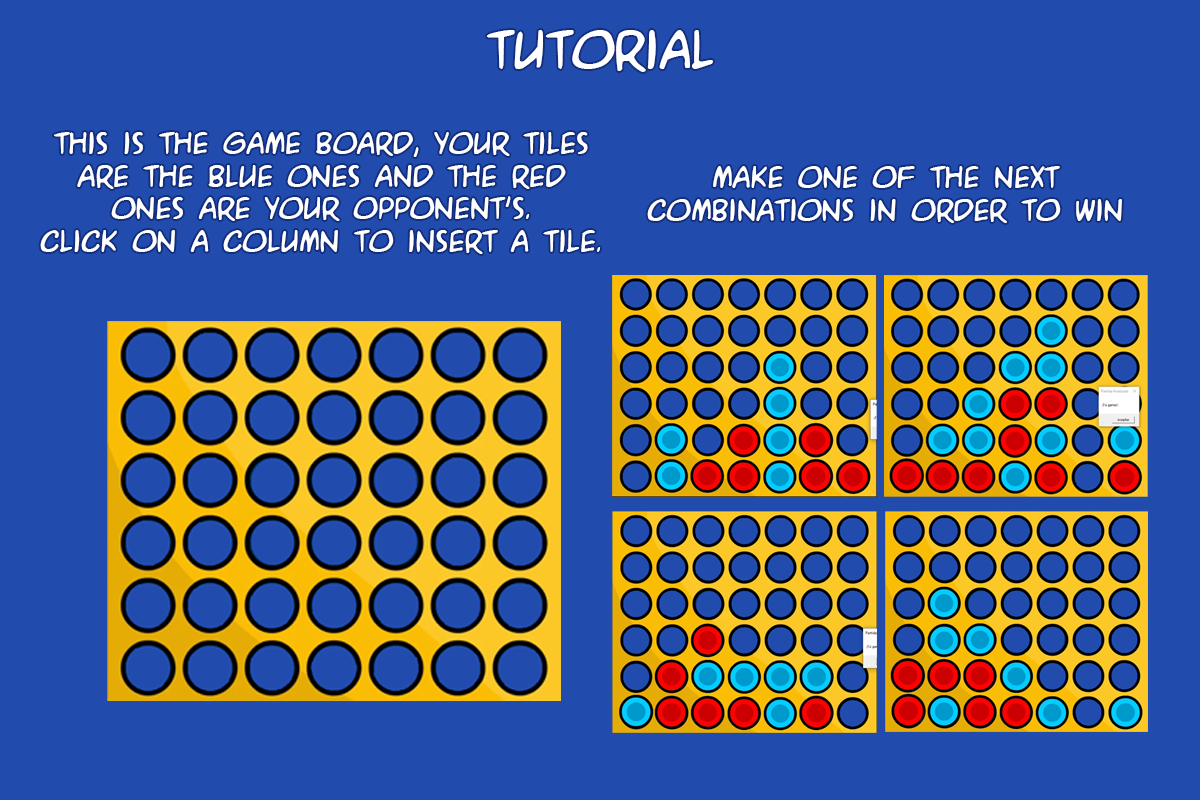 TUTORIAL
THIS IS THE GAME BOARD, YOUR TILES
ARE THE BLUE ONES AND THE RED
ONES ARE YOUR OPPONENT'S.
CLICK ON A COLUMN TO INSERT A TILE.
MAKE ONE OF THE NEXT
COMBINATIONS IN ORDER TO WIN